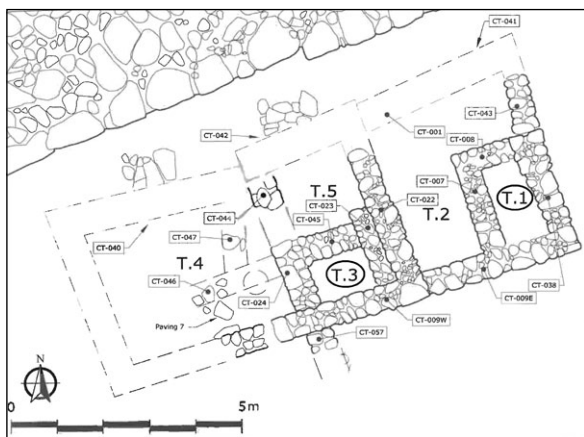 CT-041
CT-043
CT-042
CT-001
CT-008
CT-007
T.1
T.5
CT-044
CT-023
CT-022
CT-045
T.2
CT-047
CT-040
T.4
T.3
CT-046
CT-024
CT-038
CT-009E
Paving 7
CT-009W
CT-057
N
0
5m